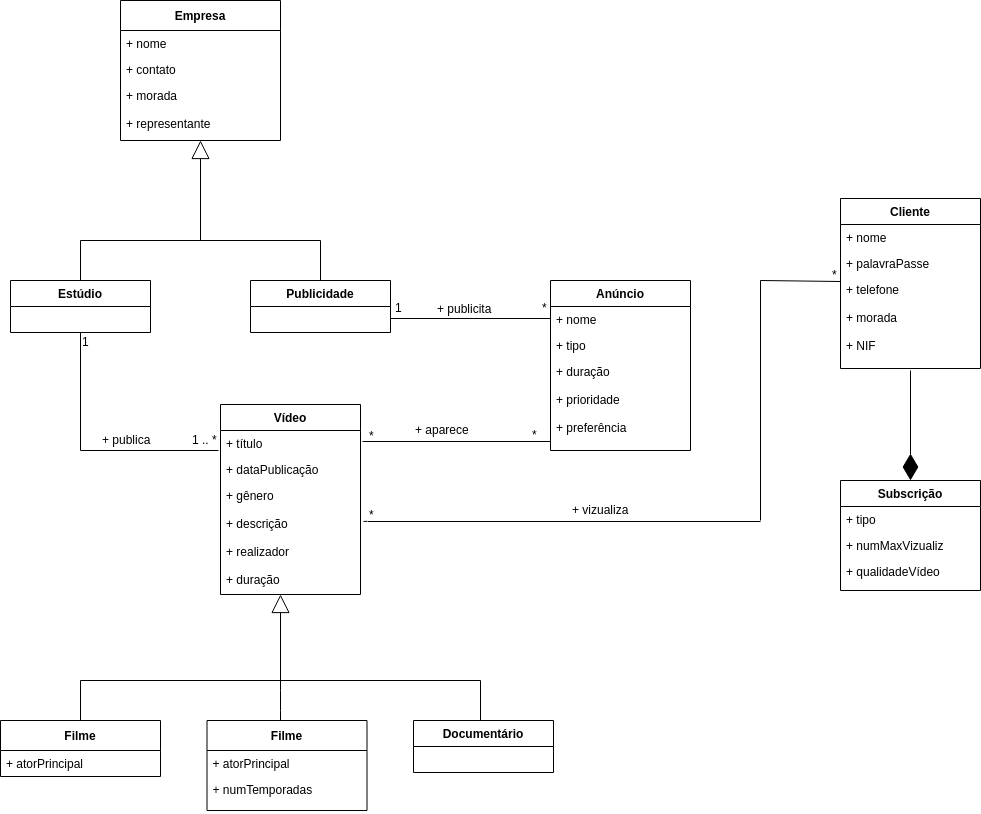 Empresa
+ nome
+ contato
+ morada
+ representante
Cliente
+ nome
+ palavraPasse
+ telefone
+ morada
+ NIF
*
Estúdio
1
Publicidade
1
+ publicita
*
Anúncio
+ nome
+ tipo
+ duração
+ prioridade
+ preferência
+ publica
1 .. *
Vídeo
+ título
+ dataPublicação
+ gênero
+ descrição
+ realizador
+ duração
*
+ aparece
*
*
+ vizualiza
Subscrição
+ tipo
+ numMaxVizualiz
+ qualidadeVídeo
Filme
+ atorPrincipal
Filme
+ atorPrincipal
+ numTemporadas
Documentário